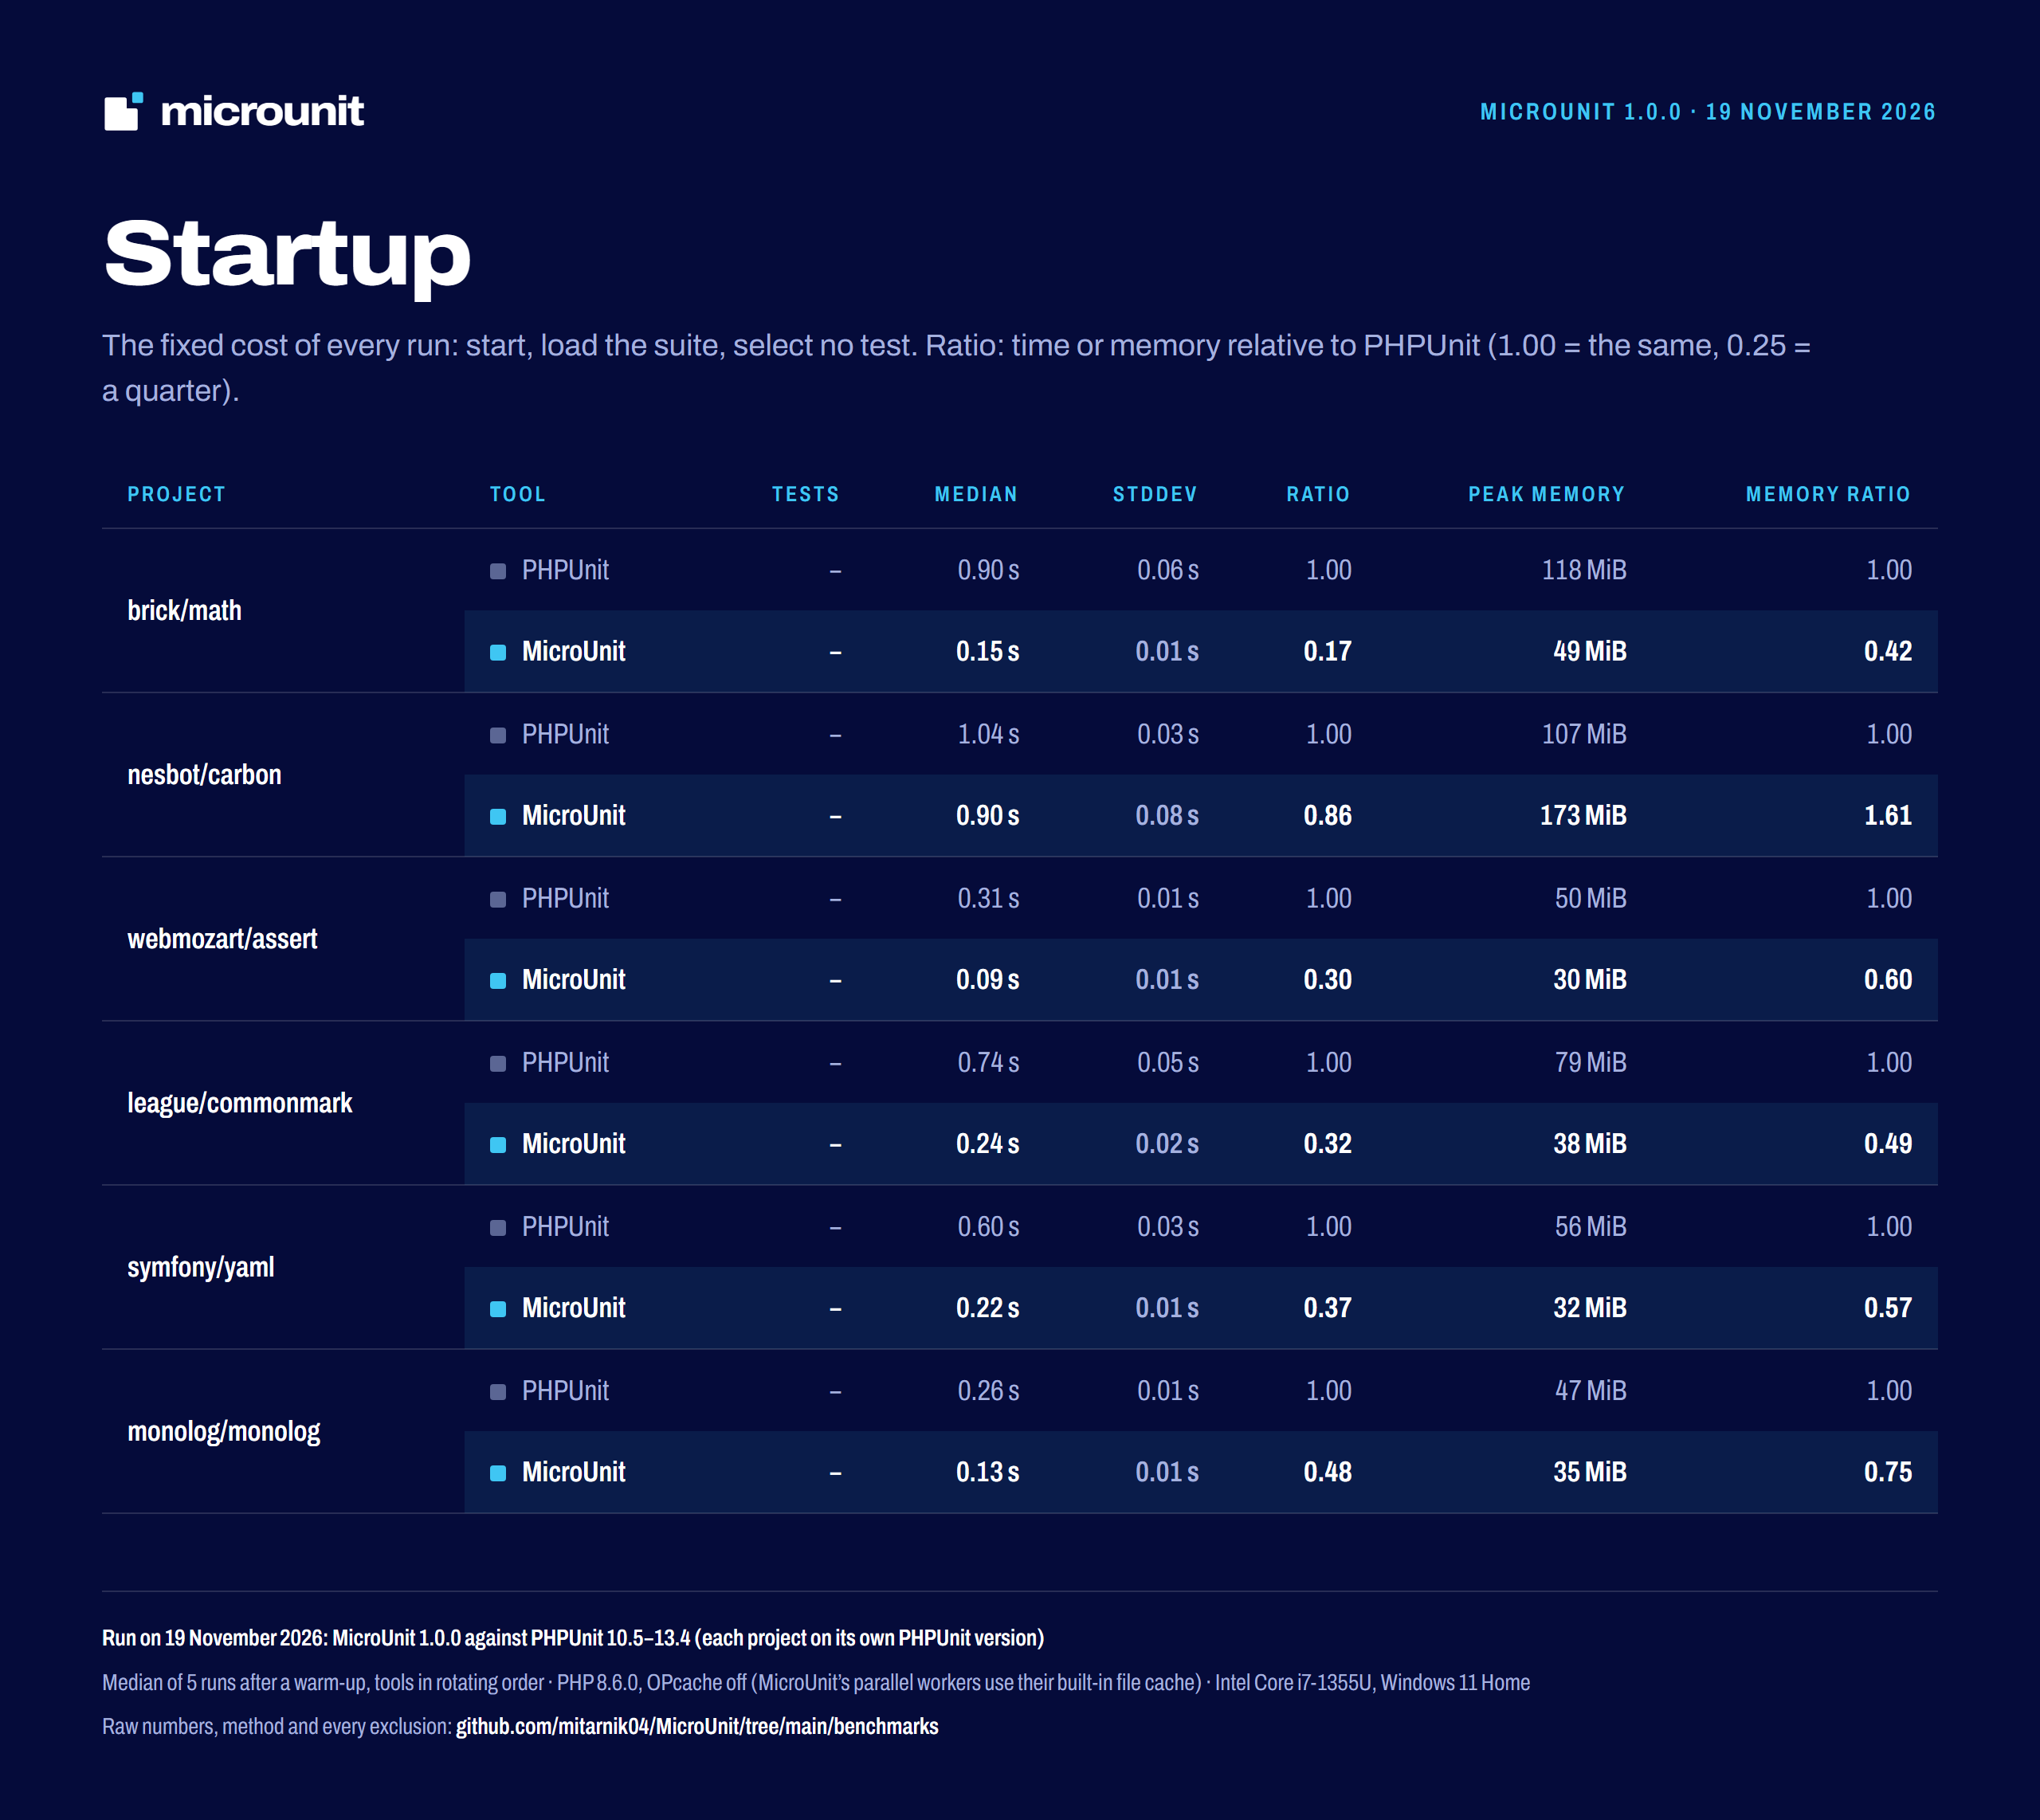 microunit
MICROUNIT 1.0.0 · 19 NOVEMBER 2026
Startup
The fixed cost of every run: start, load the suite, select no test. Ratio: time or memory relative to PHPUnit (1.00 = the same, 0.25 =
a quarter).
PROJECT TOOL TESTS MEDIAN STDDEV RATIO PEAK MEMORY MEMORY RATIO
brick/math
PHPUnit – 0.90 s 0.06 s 1.00 118 MiB 1.00
MicroUnit – 0.15 s 0.01 s 0.17 49 MiB 0.42
nesbot/carbon
PHPUnit – 1.04 s 0.03 s 1.00 107 MiB 1.00
MicroUnit – 0.90 s 0.08 s 0.86 173 MiB 1.61
webmozart/assert
PHPUnit – 0.31 s 0.01 s 1.00 50 MiB 1.00
MicroUnit – 0.09 s 0.01 s 0.30 30 MiB 0.60
league/commonmark
PHPUnit – 0.74 s 0.05 s 1.00 79 MiB 1.00
MicroUnit – 0.24 s 0.02 s 0.32 38 MiB 0.49
symfony/yaml
PHPUnit – 0.60 s 0.03 s 1.00 56 MiB 1.00
MicroUnit – 0.22 s 0.01 s 0.37 32 MiB 0.57
monolog/monolog
PHPUnit – 0.26 s 0.01 s 1.00 47 MiB 1.00
MicroUnit – 0.13 s 0.01 s 0.48 35 MiB 0.75
Run on 19 November 2026: MicroUnit 1.0.0 against PHPUnit 10.5–13.4 (each project on its own PHPUnit version)
Median of 5 runs after a warm-up, tools in rotating order · PHP 8.6.0, OPcache off (MicroUnit’s parallel workers use their built-in file cache) · Intel Core i7-1355U, Windows 11 Home
Raw numbers, method and every exclusion: github.com/mitarnik04/MicroUnit/tree/main/benchmarks